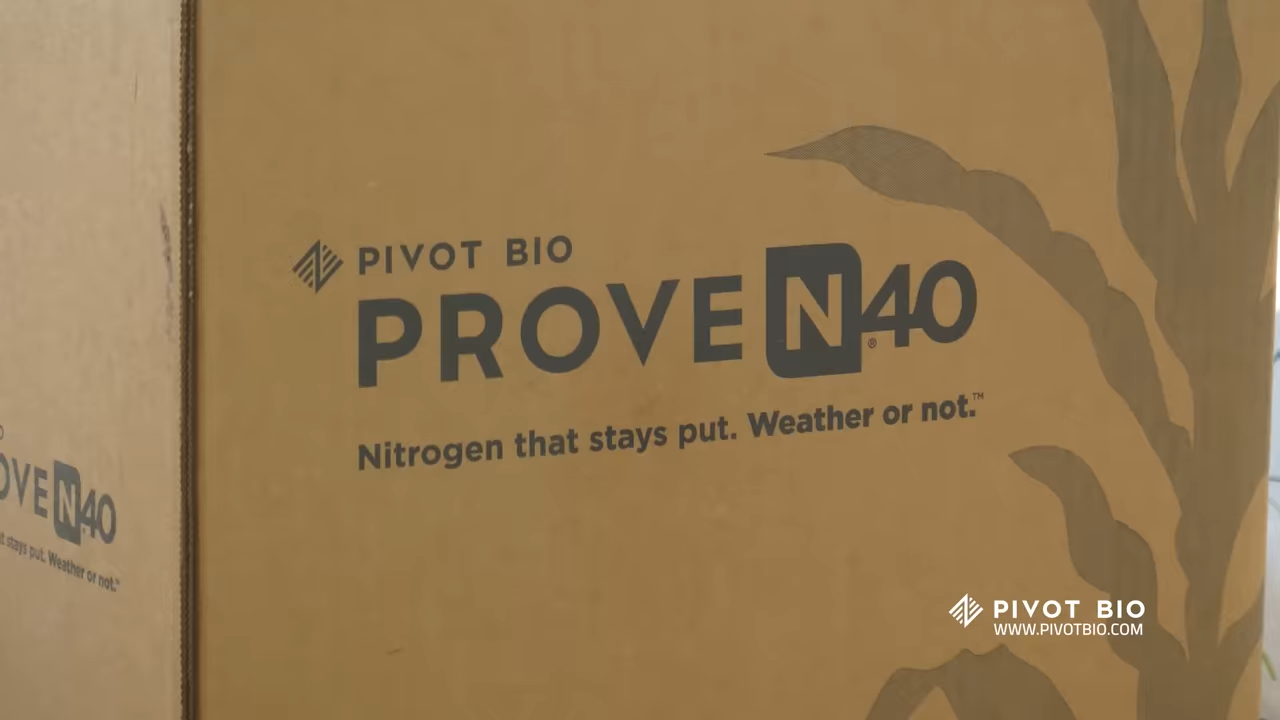 PIVOT BIO
PROVEN®40
Nitrogen that stays put. Weather or not.™
OVEN40
stays put. Weather or not.™
PIVOT BIO
WWW.PIVOTBIO.COM